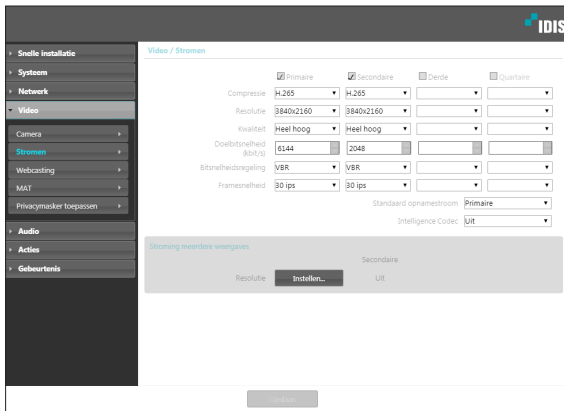 IDIS
Snelle installatie
Systeem
Netwerk
Video
Camera
Stromen
Webcasting
MAT
Privacymasker toepassen
Audio
Acties
Gebeurtenis
Video / Stromen
Primaire Secondaire Derde Quartaire
Compressie H.265 H.265
Resolutie 3840x2160 3840x2160
Kwaliteit Heel hoog Heel hoog
Doelbitsnelheid (kbit/s) 6144 2048
Bitsnelheidsregeling VBR VBR
Framesnelheid 30 ips 30 ips
Standaard opnamestroom Primaire
Intelligence Codec Uit
Stroming meerdere weergaves
Secondaire
Resolutie Instellen... Uit
Opslaan